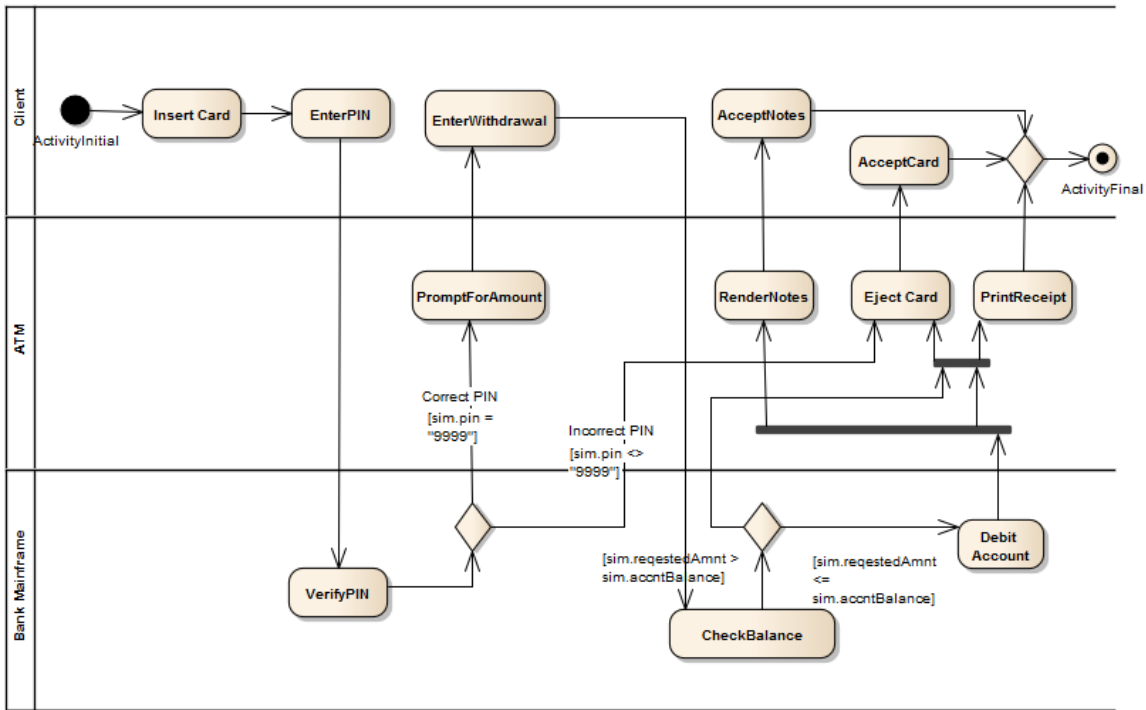 Client
ActivityInitial
Insert Card
EnterPIN
EnterWithdrawal
AcceptNotes
AcceptCard
ActivityFinal
ATM
PromptForAmount
RenderNotes
Eject Card
PrintReceipt
Correct PIN
[sim.pin =
"9999"]
Incorrect PIN
[sim.pin <>
"9999"]
Bank Mainframe
VerifyPIN
[sim.reqestedAmnt >
sim.accntBalance]
[sim.reqestedAmnt
<=
sim.accntBalance]
Debit
Account
CheckBalance